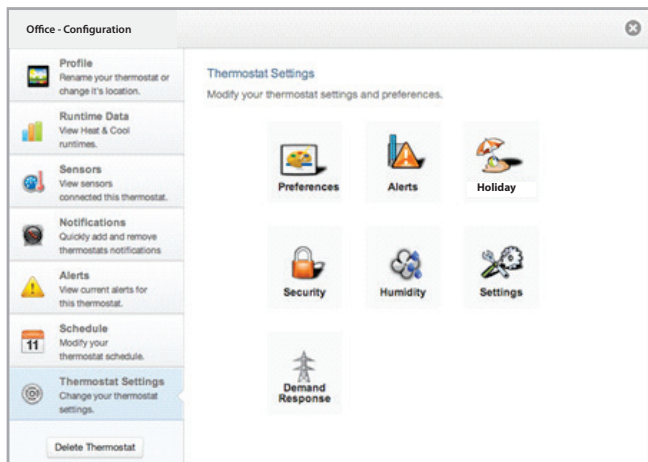 Office - Configuration
Profile
Rename your thermostat or
change it's location.
Runtime Data
View Heat & Cool
runtimes.
Sensors
View sensors
connected this thermostat.
Notifications
Quickly add and remove
thermostats notifications
Alerts
View current alerts for
this thermostat.
11
Schedule
Modify your
thermostat schedule.
Thermostat Settings
Change your thermostat
settings.
Delete Thermostat
Thermostat Settings
Modify your thermostat settings and preferences.
Preferences
Alerts
Holiday
Security
Humidity
Settings
Demand
Response